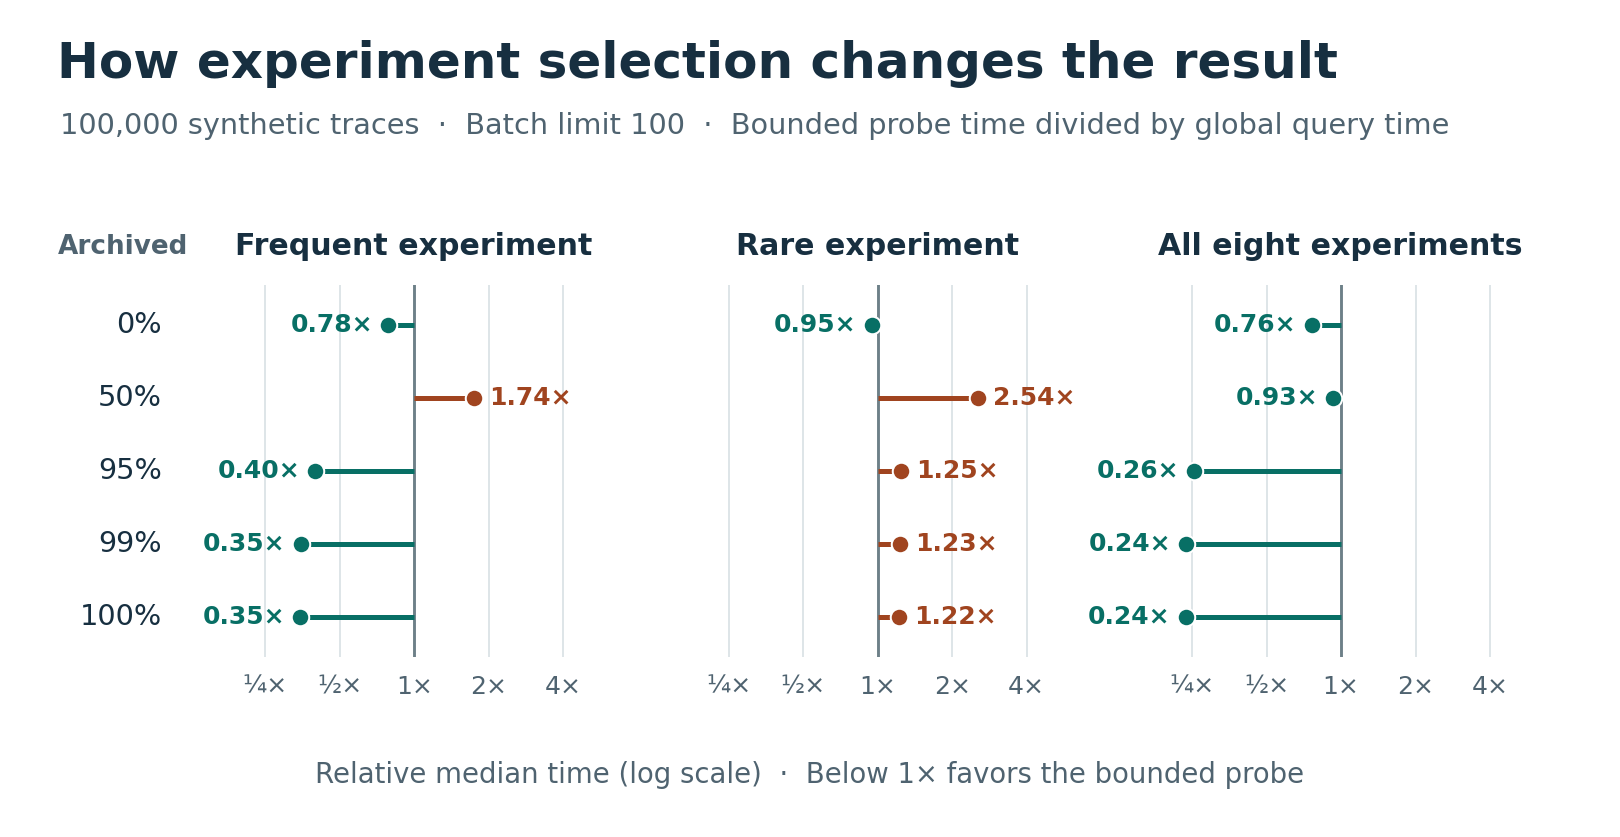 How experiment selection changes the result
100,000 synthetic traces · Batch limit 100 · Bounded probe time divided by global query time
Archived Frequent experiment Rare experiment All eight experiments
0% 0.78× 0.95× 0.76×
50% 1.74× 2.54× 0.93×
95% 0.40× 1.25× 0.26×
99% 0.35× 1.23× 0.24×
100% 0.35× 1.22× 0.24×
¼× ½× 1× 2× 4× ¼× ½× 1× 2× 4× ¼× ½× 1× 2× 4×
Relative median time (log scale) · Below 1× favors the bounded probe